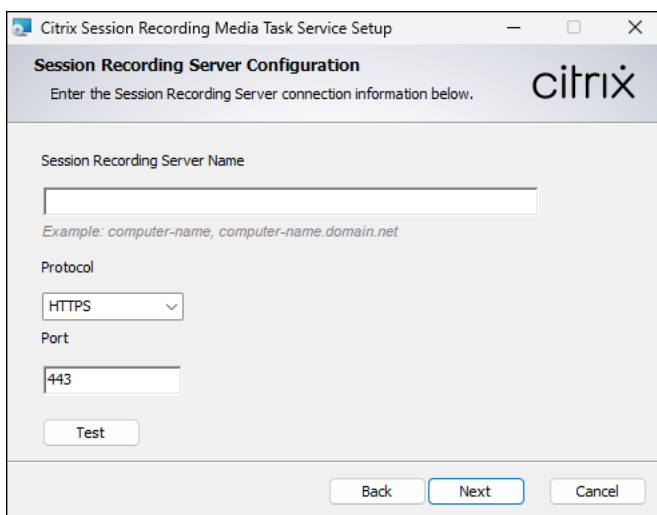 Citrix Session Recording Media Task Service Setup
Session Recording Server Configuration
Enter the Session Recording Server connection information below.
citrix
Session Recording Server Name
Example: computer-name, computer-name.domain.net
Protocol
HTTPS
Port
443
Test
Back Next Cancel